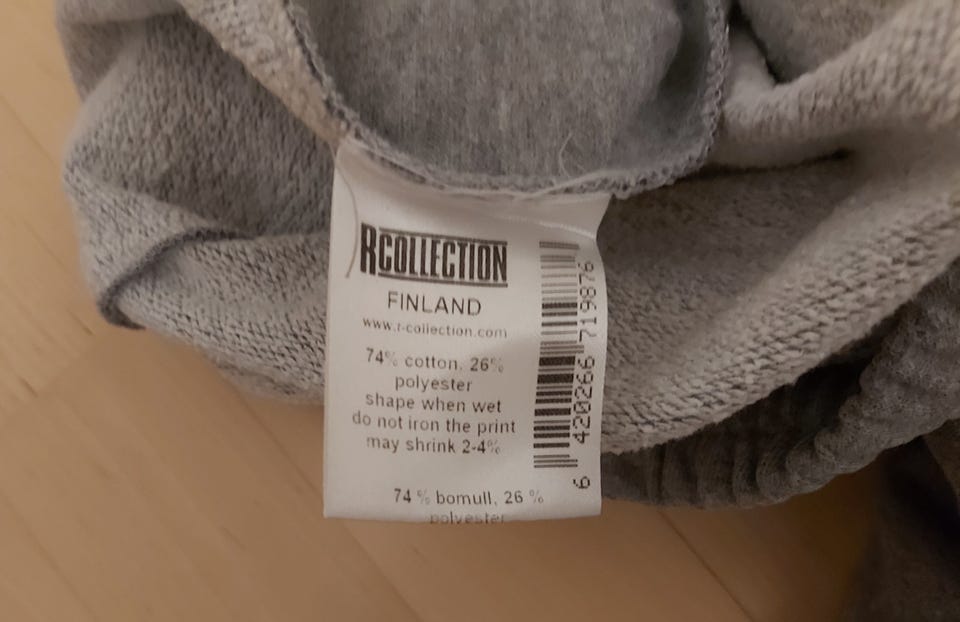 RCOLLECTION
FINLAND
www.r-collection.com
74% cotton, 26%
polyester
shape when wet
do not iron the print
may shrink 2-4%
74 % bomull, 26 %
polyester
6 420266 719876